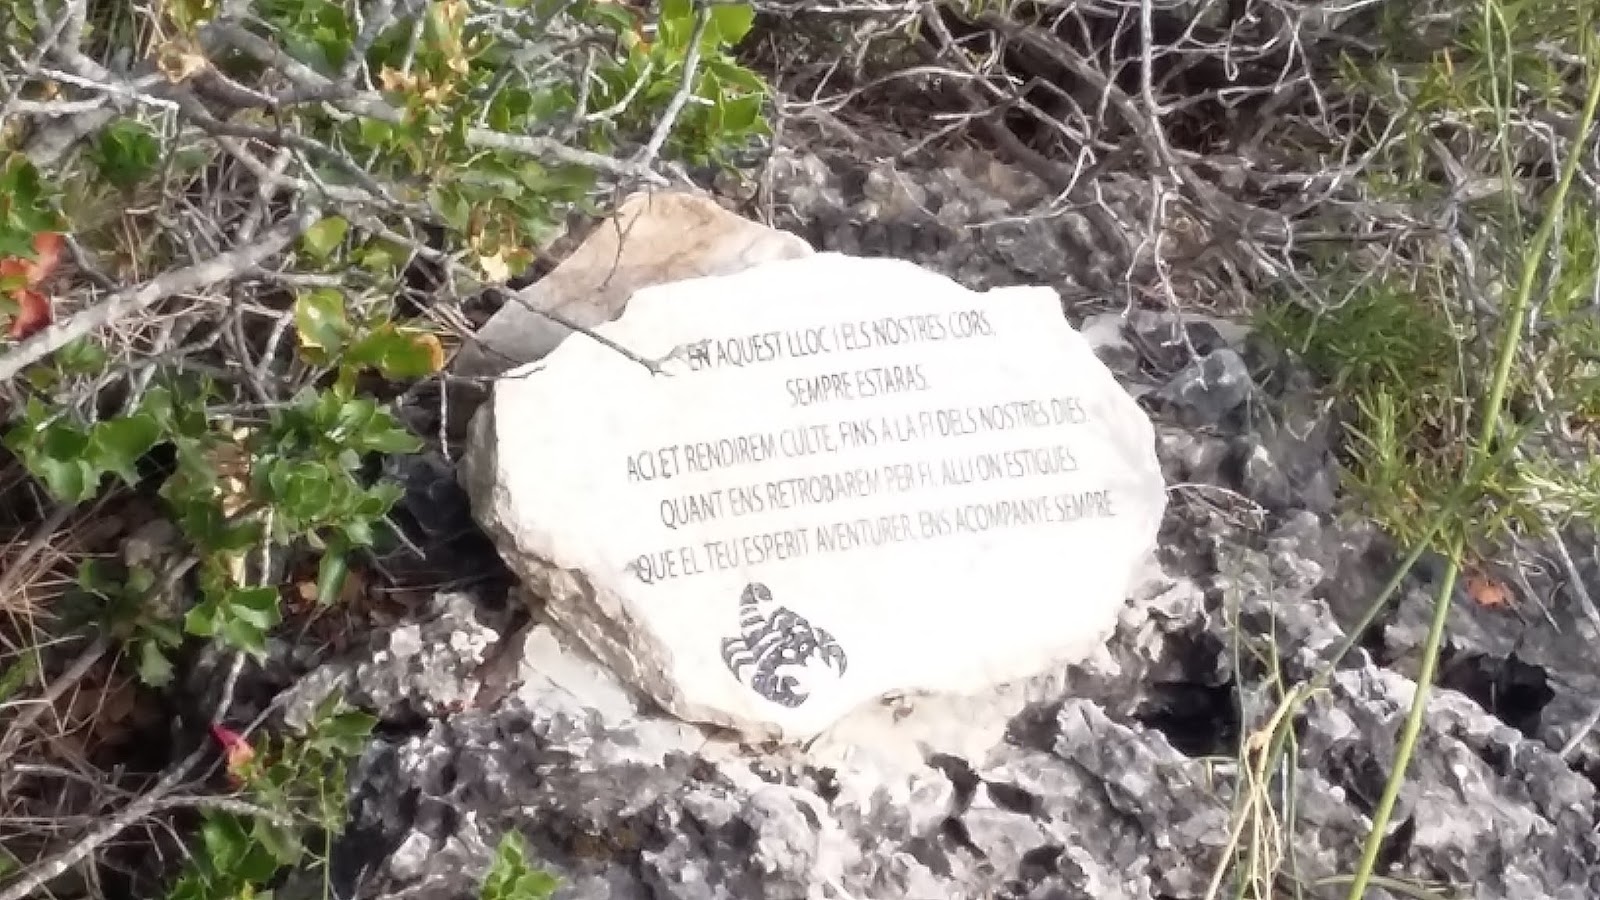 EN AQUEST LLOC I ELS NOSTRES CORS,
SEMPRE ESTARAS.
ACI ET RENDIREM CULTE, FINS A LA FI DELS NOSTRES DIES.
QUANT ENS RETROBAREM PER FI, ALLI ON ESTIGUES
QUE EL TEU ESPERIT AVENTURER, ENS ACOMPANYE SEMPRE